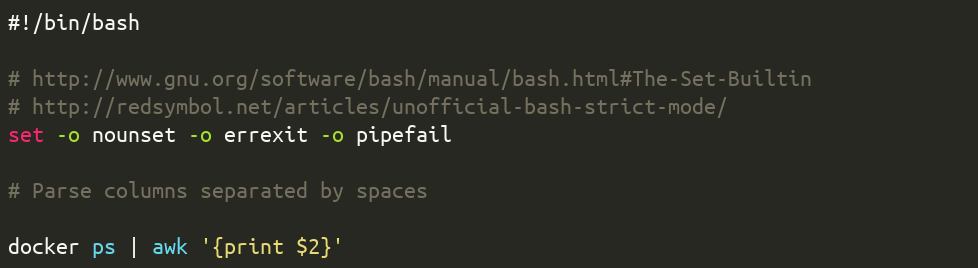 #!/bin/bash
# http://www.gnu.org/software/bash/manual/bash.html#The-Set-Builtin
# http://redsymbol.net/articles/unofficial-bash-strict-mode/
set -o nounset -o errexit -o pipefail
# Parse columns separated by spaces
docker ps | awk '{print $2}'